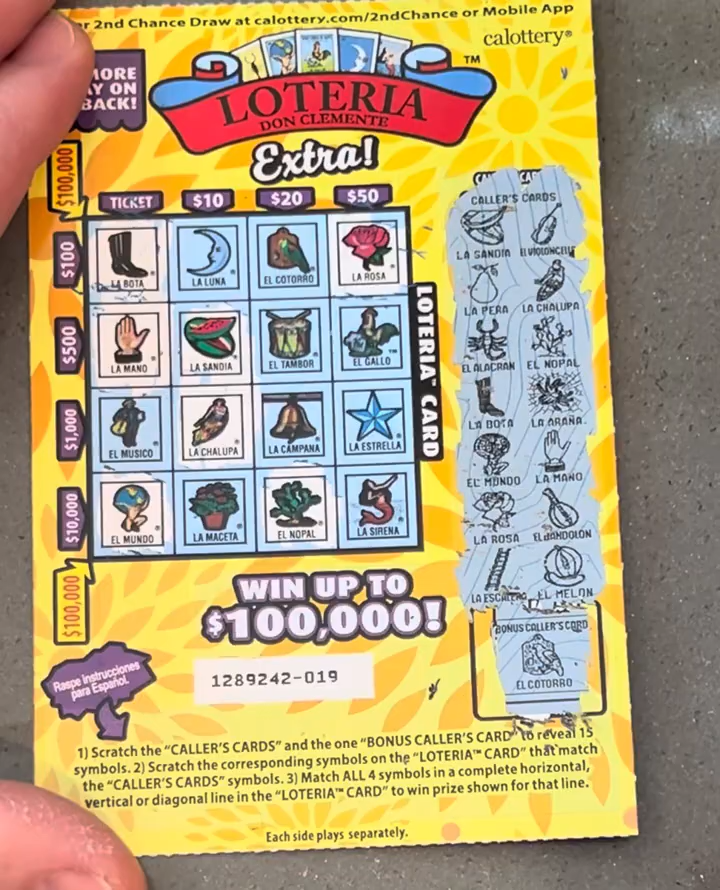 r 2nd Chance Draw at calottery.com/2ndChance or Mobile App
calottery®
MORE
AY ON
BACK!
LOTERIA™
DON CLEMENTE
Extra!
$100,000
TICKET $10 $20 $50
$100
LA BOTA LA LUNA EL COTORRO LA ROSA
$500
LA MANO LA SANDIA EL TAMBOR EL GALLO
$1,000
EL MUSICO LA CHALUPA LA CAMPANA LA ESTRELLA
$10,000
EL MUNDO LA MACETA EL NOPAL LA SIRENA
$100,000
LOTERIA™ CARD
CALLER'S CARDS
LA SANDIA EL VIOLONCELLO
LA PERA LA CHALUPA
EL ALACRAN EL NOPAL
LA BOTA LA ARAÑA
EL MUNDO LA MANO
LA ROSA EL BANDOLON
LA ESCALERA EL MELON
BONUS CALLER'S CARD
EL COTORRO
WIN UP TO
$100,000!
Raspe instrucciones
para Español.
1289242-019
1) Scratch the "CALLER'S CARDS" and the one "BONUS CALLER'S CARD" to reveal 15
symbols. 2) Scratch the corresponding symbols on the "LOTERIA™ CARD" that match
the "CALLER'S CARDS" symbols. 3) Match ALL 4 symbols in a complete horizontal,
vertical or diagonal line in the "LOTERIA™ CARD" to win prize shown for that line.
Each side plays separately.